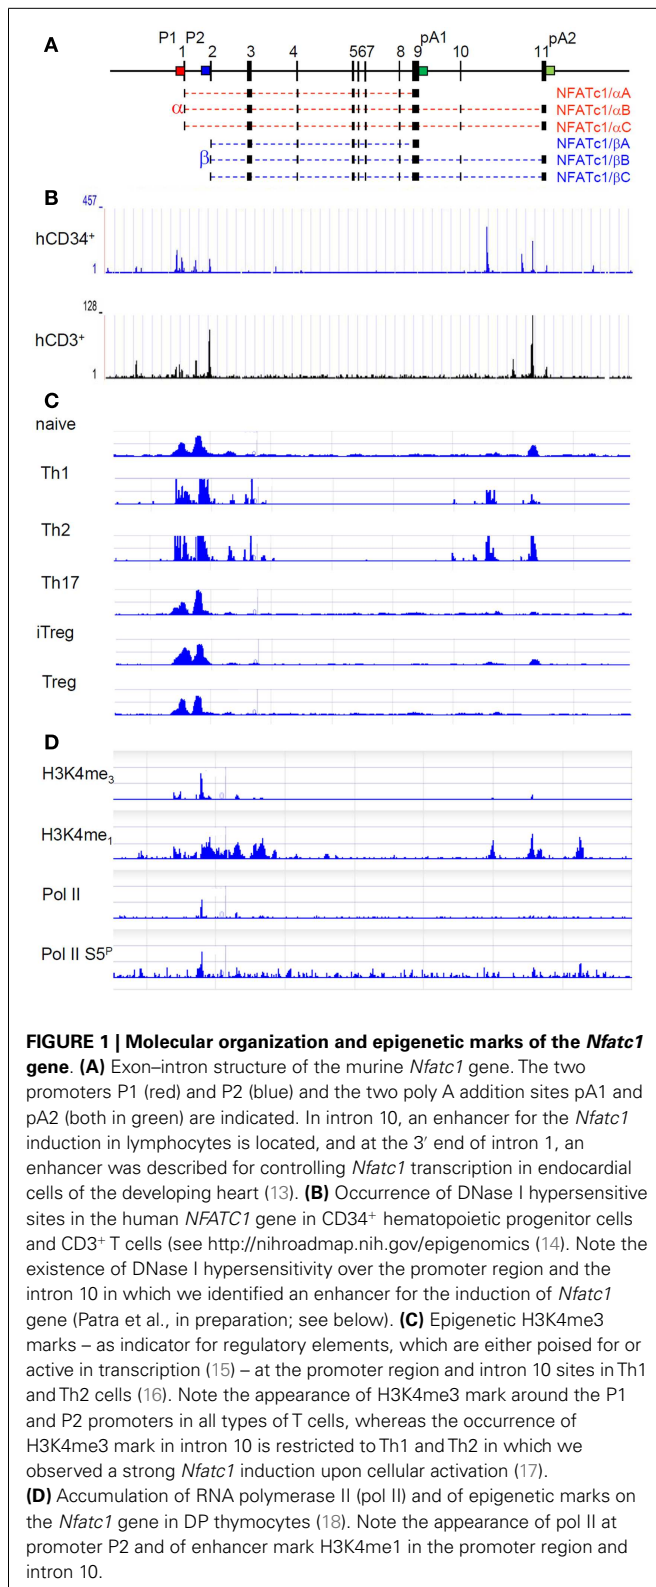 A
P1 P2 pA1 pA2
1 2 3 4 5 6 7 8 9 10 11
NFATc1/αA
α NFATc1/αB
NFATc1/αC
NFATc1/βA
β NFATc1/βB
NFATc1/βC
B
457
hCD34+
1
128
hCD3+
1
C
naive
Th1
Th2
Th17
iTreg
Treg
D
H3K4me3
H3K4me1
Pol II
Pol II S5P
FIGURE 1 | Molecular organization and epigenetic marks of the Nfatc1
gene. (A) Exon–intron structure of the murine Nfatc1 gene. The two
promoters P1 (red) and P2 (blue) and the two poly A addition sites pA1 and
pA2 (both in green) are indicated. In intron 10, an enhancer for the Nfatc1
induction in lymphocytes is located, and at the 3′ end of intron 1, an
enhancer was described for controlling Nfatc1 transcription in endocardial
cells of the developing heart (13). (B) Occurrence of DNase I hypersensitive
sites in the human NFATC1 gene in CD34+ hematopoietic progenitor cells
and CD3+ T cells (see http://nihroadmap.nih.gov/epigenomics (14). Note the
existence of DNase I hypersensitivity over the promoter region and the
intron 10 in which we identified an enhancer for the induction of Nfatc1
gene (Patra et al., in preparation; see below). (C) Epigenetic H3K4me3
marks – as indicator for regulatory elements, which are either poised for or
active in transcription (15) – at the promoter region and intron 10 sites in Th1
and Th2 cells (16). Note the appearance of H3K4me3 mark around the P1
and P2 promoters in all types of T cells, whereas the occurrence of
H3K4me3 mark in intron 10 is restricted to Th1 and Th2 in which we
observed a strong Nfatc1 induction upon cellular activation (17).
(D) Accumulation of RNA polymerase II (pol II) and of epigenetic marks on
the Nfatc1 gene in DP thymocytes (18). Note the appearance of pol II at
promoter P2 and of enhancer mark H3K4me1 in the promoter region and
intron 10.